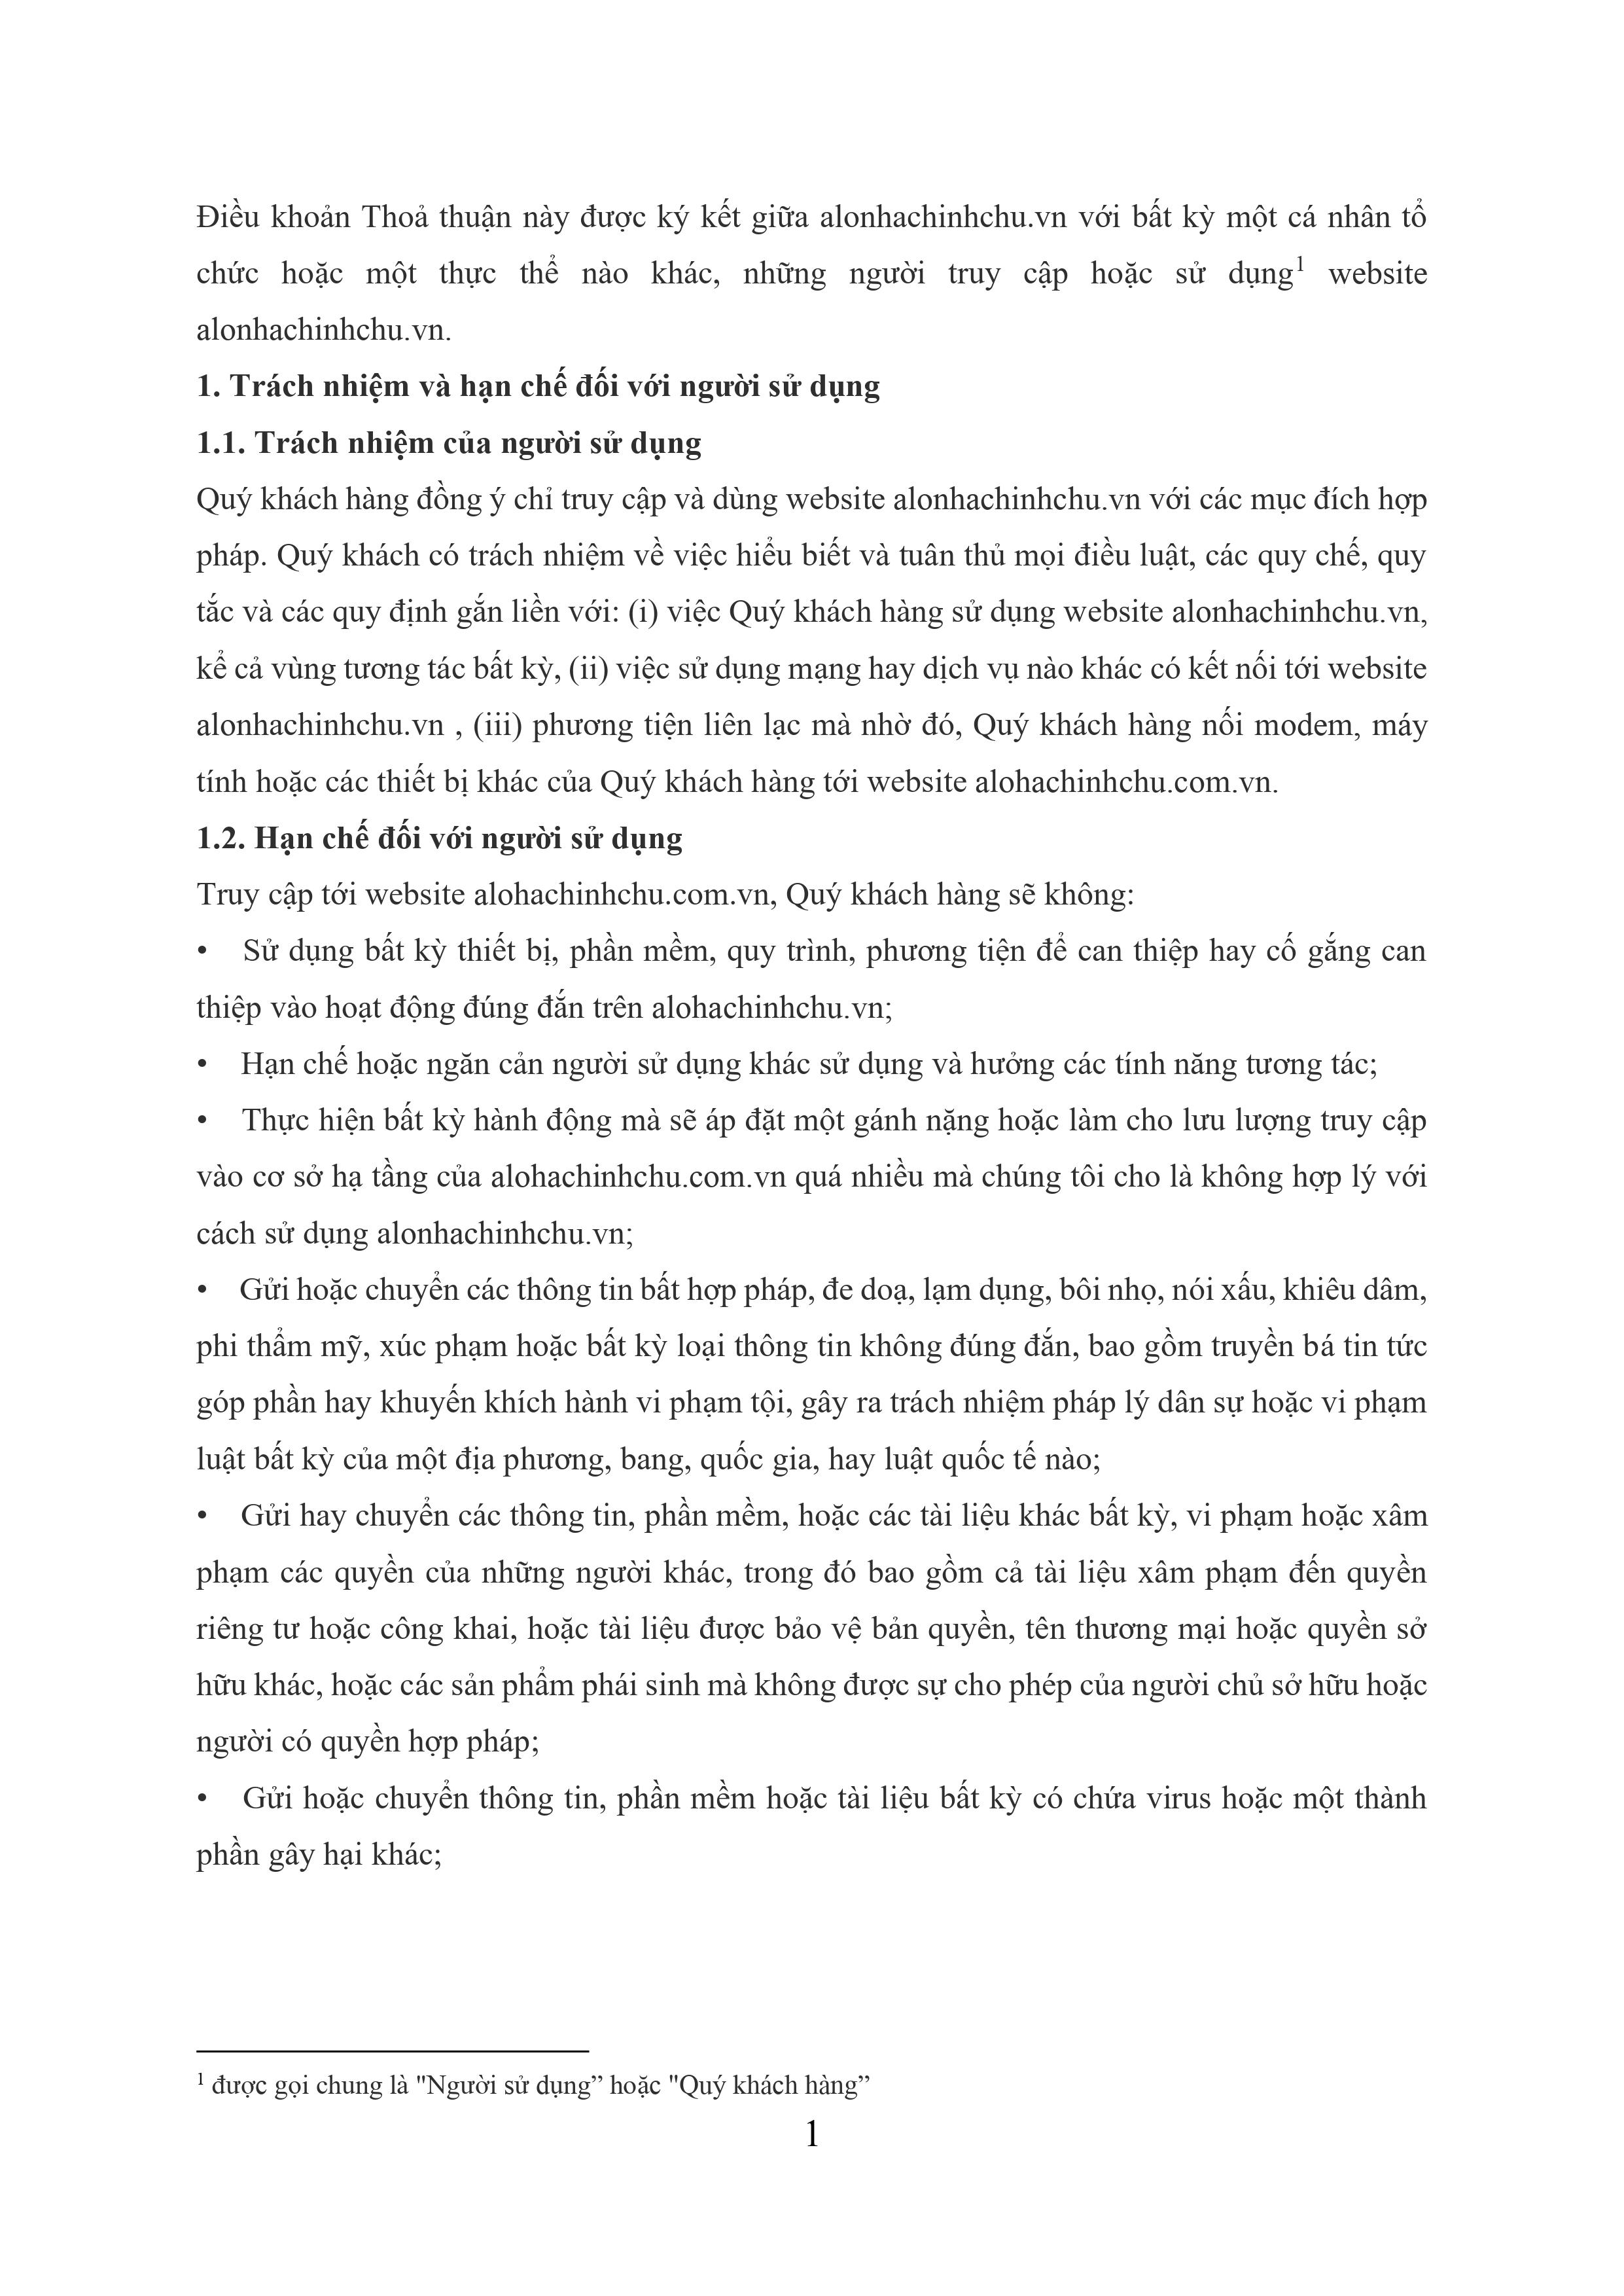 Điều khoản Thoả thuận này được ký kết giữa alonhachinhchu.vn với bất kỳ một cá nhân tổ
chức hoặc một thực thể nào khác, những người truy cập hoặc sử dụng¹ website
alonhachinhchu.vn.
1. Trách nhiệm và hạn chế đối với người sử dụng
1.1. Trách nhiệm của người sử dụng
Quý khách hàng đồng ý chỉ truy cập và dùng website alonhachinhchu.vn với các mục đích hợp
pháp. Quý khách có trách nhiệm về việc hiểu biết và tuân thủ mọi điều luật, các quy chế, quy
tắc và các quy định gắn liền với: (i) việc Quý khách hàng sử dụng website alonhachinhchu.vn,
kể cả vùng tương tác bất kỳ, (ii) việc sử dụng mạng hay dịch vụ nào khác có kết nối tới website
alonhachinhchu.vn , (iii) phương tiện liên lạc mà nhờ đó, Quý khách hàng nối modem, máy
tính hoặc các thiết bị khác của Quý khách hàng tới website alohachinhchu.com.vn.
1.2. Hạn chế đối với người sử dụng
Truy cập tới website alohachinhchu.com.vn, Quý khách hàng sẽ không:
• Sử dụng bất kỳ thiết bị, phần mềm, quy trình, phương tiện để can thiệp hay cố gắng can
thiệp vào hoạt động đúng đắn trên alohachinhchu.vn;
• Hạn chế hoặc ngăn cản người sử dụng khác sử dụng và hưởng các tính năng tương tác;
• Thực hiện bất kỳ hành động mà sẽ áp đặt một gánh nặng hoặc làm cho lưu lượng truy cập
vào cơ sở hạ tầng của alohachinhchu.com.vn quá nhiều mà chúng tôi cho là không hợp lý với
cách sử dụng alonhachinhchu.vn;
• Gửi hoặc chuyển các thông tin bất hợp pháp, đe doạ, lạm dụng, bôi nhọ, nói xấu, khiêu dâm,
phi thẩm mỹ, xúc phạm hoặc bất kỳ loại thông tin không đúng đắn, bao gồm truyền bá tin tức
góp phần hay khuyến khích hành vi phạm tội, gây ra trách nhiệm pháp lý dân sự hoặc vi phạm
luật bất kỳ của một địa phương, bang, quốc gia, hay luật quốc tế nào;
• Gửi hay chuyển các thông tin, phần mềm, hoặc các tài liệu khác bất kỳ, vi phạm hoặc xâm
phạm các quyền của những người khác, trong đó bao gồm cả tài liệu xâm phạm đến quyền
riêng tư hoặc công khai, hoặc tài liệu được bảo vệ bản quyền, tên thương mại hoặc quyền sở
hữu khác, hoặc các sản phẩm phái sinh mà không được sự cho phép của người chủ sở hữu hoặc
người có quyền hợp pháp;
• Gửi hoặc chuyển thông tin, phần mềm hoặc tài liệu bất kỳ có chứa virus hoặc một thành
phần gây hại khác;
¹ được gọi chung là "Người sử dụng” hoặc "Quý khách hàng”
1